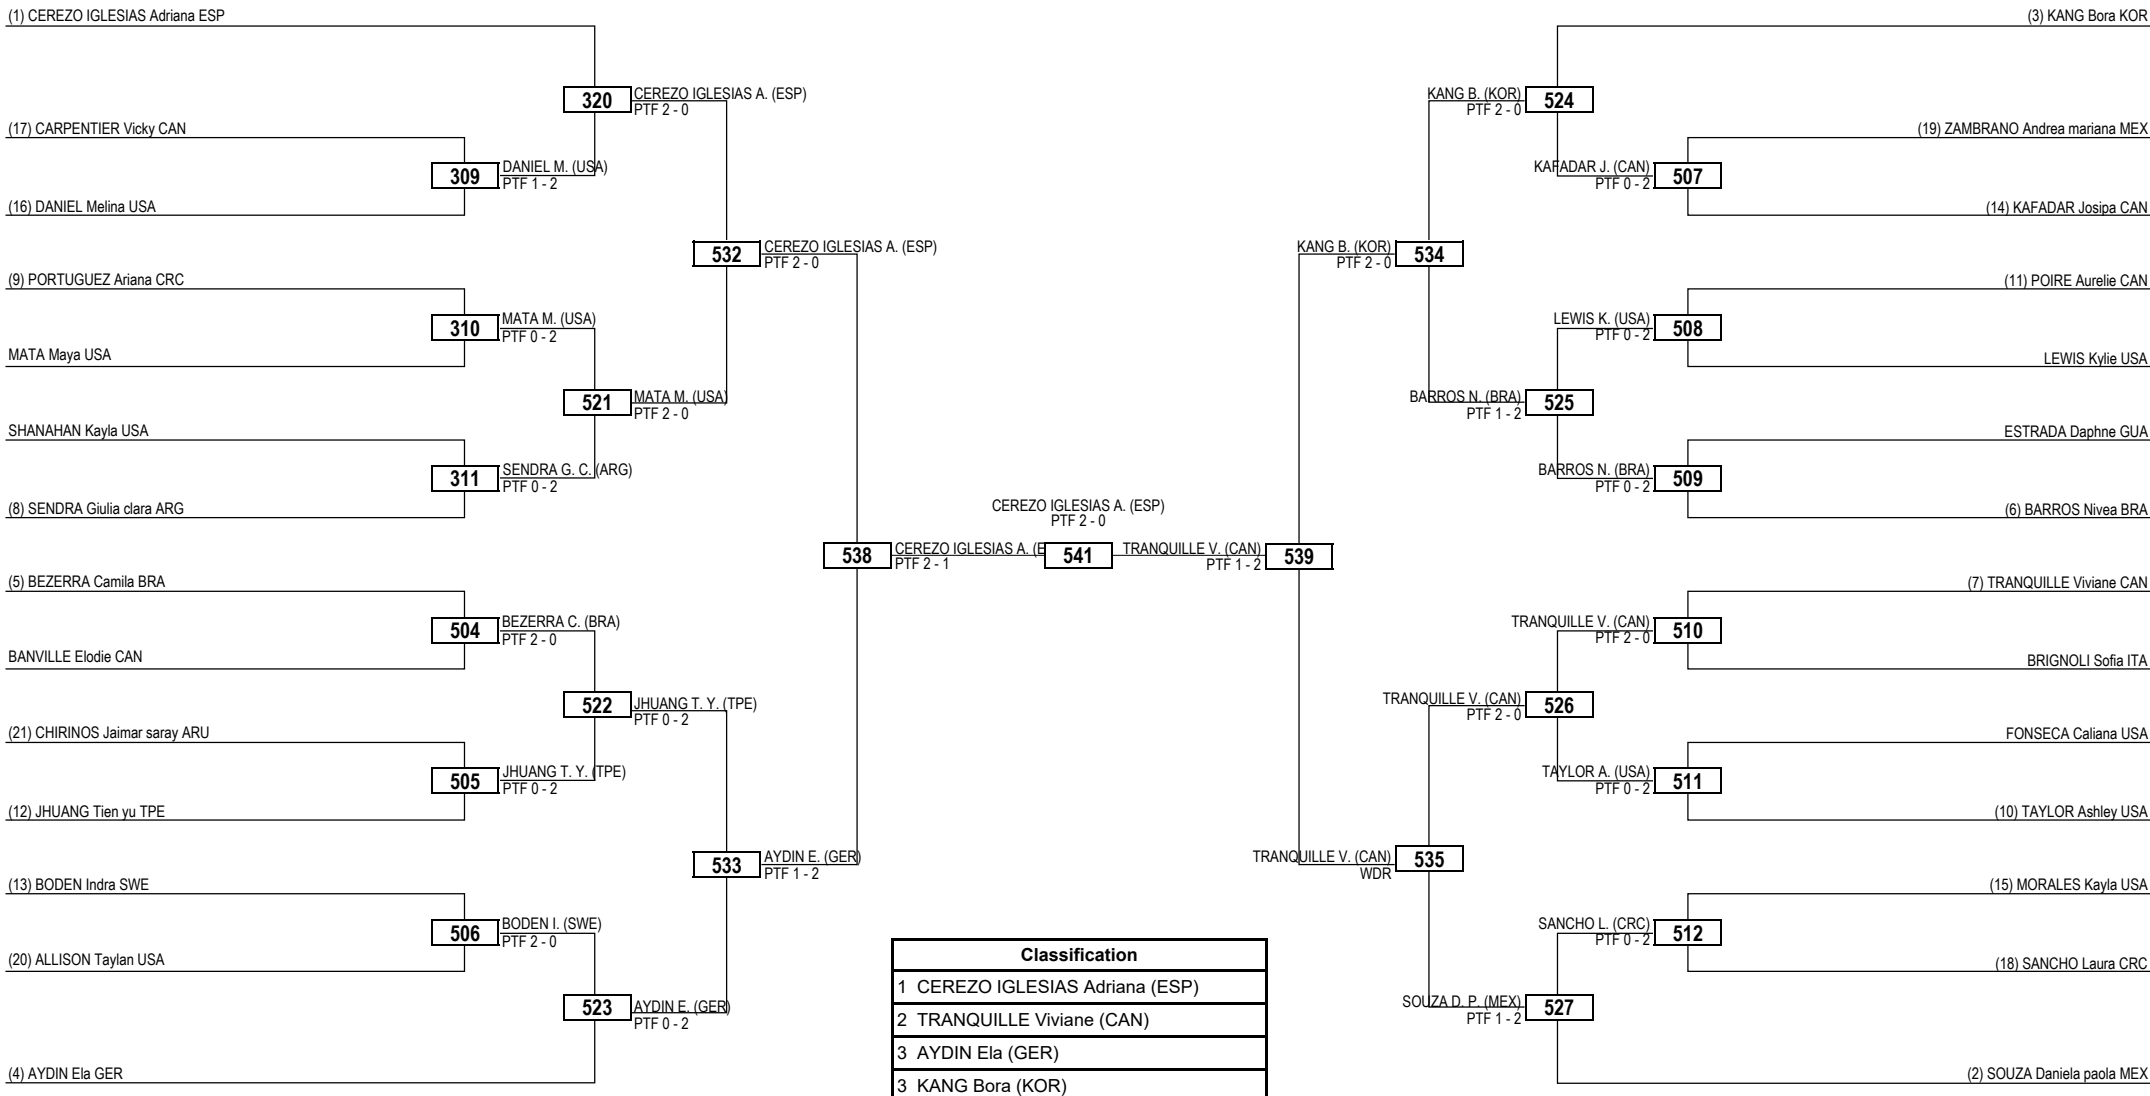 (1) CEREZO IGLESIAS Adriana ESP
(3) KANG Bora KOR
320
CEREZO IGLESIAS A. (ESP)
PTF 2 - 0
KANG B. (KOR)
PTF 2 - 0
524
(17) CARPENTIER Vicky CAN
(19) ZAMBRANO Andrea mariana MEX
309
DANIEL M. (USA)
PTF 1 - 2
KAFADAR J. (CAN)
PTF 0 - 2
507
(16) DANIEL Melina USA
(14) KAFADAR Josipa CAN
532
CEREZO IGLESIAS A. (ESP)
PTF 2 - 0
KANG B. (KOR)
PTF 2 - 0
534
(9) PORTUGUEZ Ariana CRC
(11) POIRE Aurelie CAN
310
MATA M. (USA)
PTF 0 - 2
LEWIS K. (USA)
PTF 0 - 2
508
MATA Maya USA
LEWIS Kylie USA
521
MATA M. (USA)
PTF 2 - 0
BARROS N. (BRA)
PTF 1 - 2
525
SHANAHAN Kayla USA
ESTRADA Daphne GUA
311
SENDRA G. C. (ARG)
PTF 0 - 2
BARROS N. (BRA)
PTF 0 - 2
509
(8) SENDRA Giulia clara ARG
(6) BARROS Nivea BRA
CEREZO IGLESIAS A. (ESP)
PTF 2 - 0
538
CEREZO IGLESIAS A. (E
PTF 2 - 1
541
TRANQUILLE V. (CAN)
PTF 1 - 2
539
(5) BEZERRA Camila BRA
(7) TRANQUILLE Viviane CAN
504
BEZERRA C. (BRA)
PTF 2 - 0
TRANQUILLE V. (CAN)
PTF 2 - 0
510
BANVILLE Elodie CAN
BRIGNOLI Sofia ITA
522
JHUANG T. Y. (TPE)
PTF 0 - 2
TRANQUILLE V. (CAN)
PTF 2 - 0
526
(21) CHIRINOS Jaimar saray ARU
FONSECA Caliana USA
505
JHUANG T. Y. (TPE)
PTF 0 - 2
TAYLOR A. (USA)
PTF 0 - 2
511
(12) JHUANG Tien yu TPE
(10) TAYLOR Ashley USA
533
AYDIN E. (GER)
PTF 1 - 2
TRANQUILLE V. (CAN)
WDR
535
(13) BODEN Indra SWE
(15) MORALES Kayla USA
506
BODEN I. (SWE)
PTF 2 - 0
SANCHO L. (CRC)
PTF 0 - 2
512
(20) ALLISON Taylan USA
(18) SANCHO Laura CRC
523
AYDIN E. (GER)
PTF 0 - 2
SOUZA D. P. (MEX)
PTF 1 - 2
527
(4) AYDIN Ela GER
(2) SOUZA Daniela paola MEX
Classification
1 CEREZO IGLESIAS Adriana (ESP)
2 TRANQUILLE Viviane (CAN)
3 AYDIN Ela (GER)
3 KANG Bora (KOR)